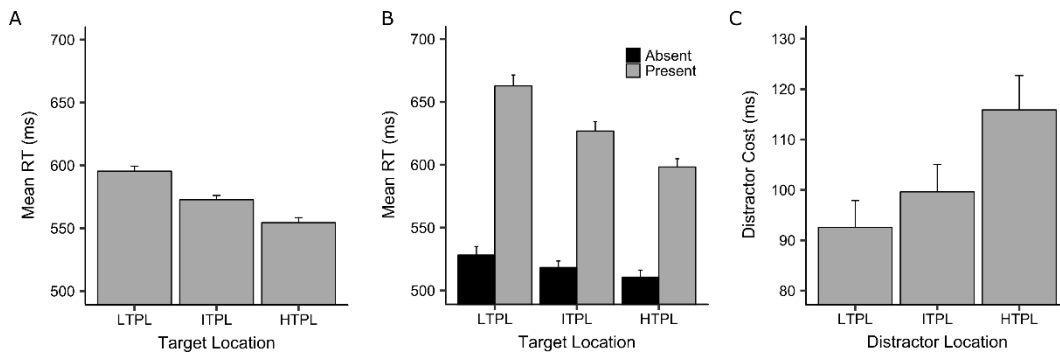 A
Mean RT (ms)
700
650
600
550
500
LTPL ITPL HTPL
Target Location
B
Mean RT (ms)
700
650
600
550
500
Absent
Present
LTPL ITPL HTPL
Target Location
C
Distractor Cost (ms)
130
120
110
100
90
80
LTPL ITPL HTPL
Distractor Location